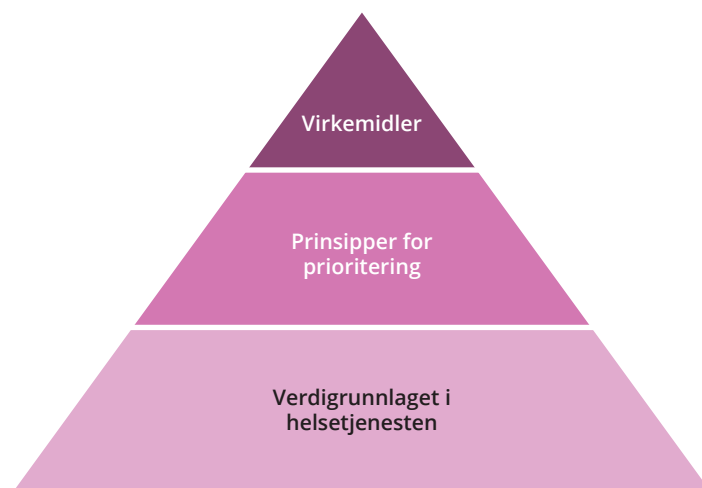 Virkemidler
Prinsipper for
prioritering
Verdigrunnlaget i
helsetjenesten